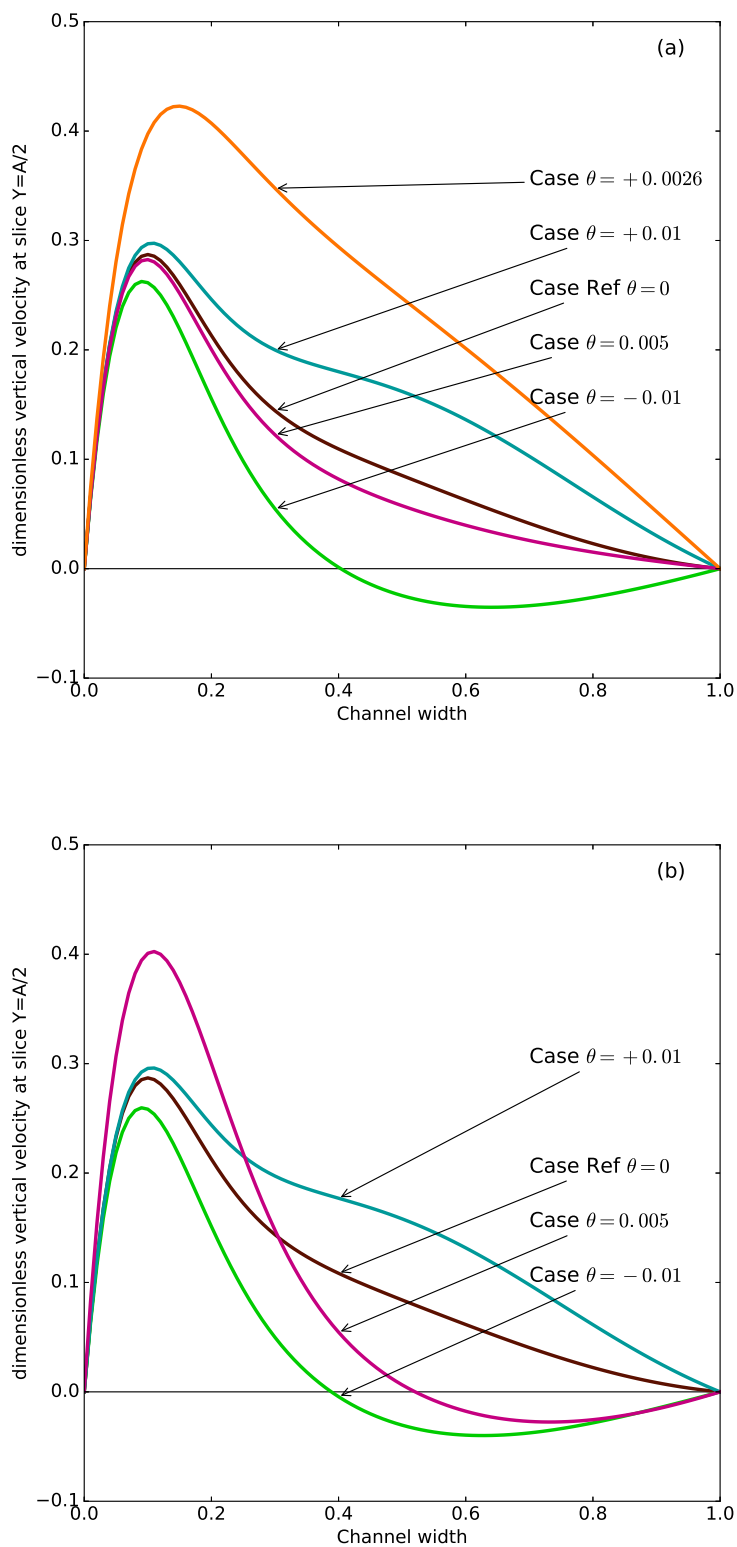 0.5
(a)
0.4
Case θ=+0.0026
Case θ=+0.01
0.3
Case Ref θ=0
Case θ=0.005
0.2
Case θ=−0.01
0.1
0.0
−0.1
dimensionless vertical velocity at slice Y=A/2
0.0 0.2 0.4 0.6 0.8 1.0
Channel width
0.5
(b)
0.4
Case θ=+0.01
0.3
Case Ref θ=0
0.2
Case θ=0.005
Case θ=−0.01
0.1
0.0
−0.1
dimensionless vertical velocity at slice Y=A/2
0.0 0.2 0.4 0.6 0.8 1.0
Channel width